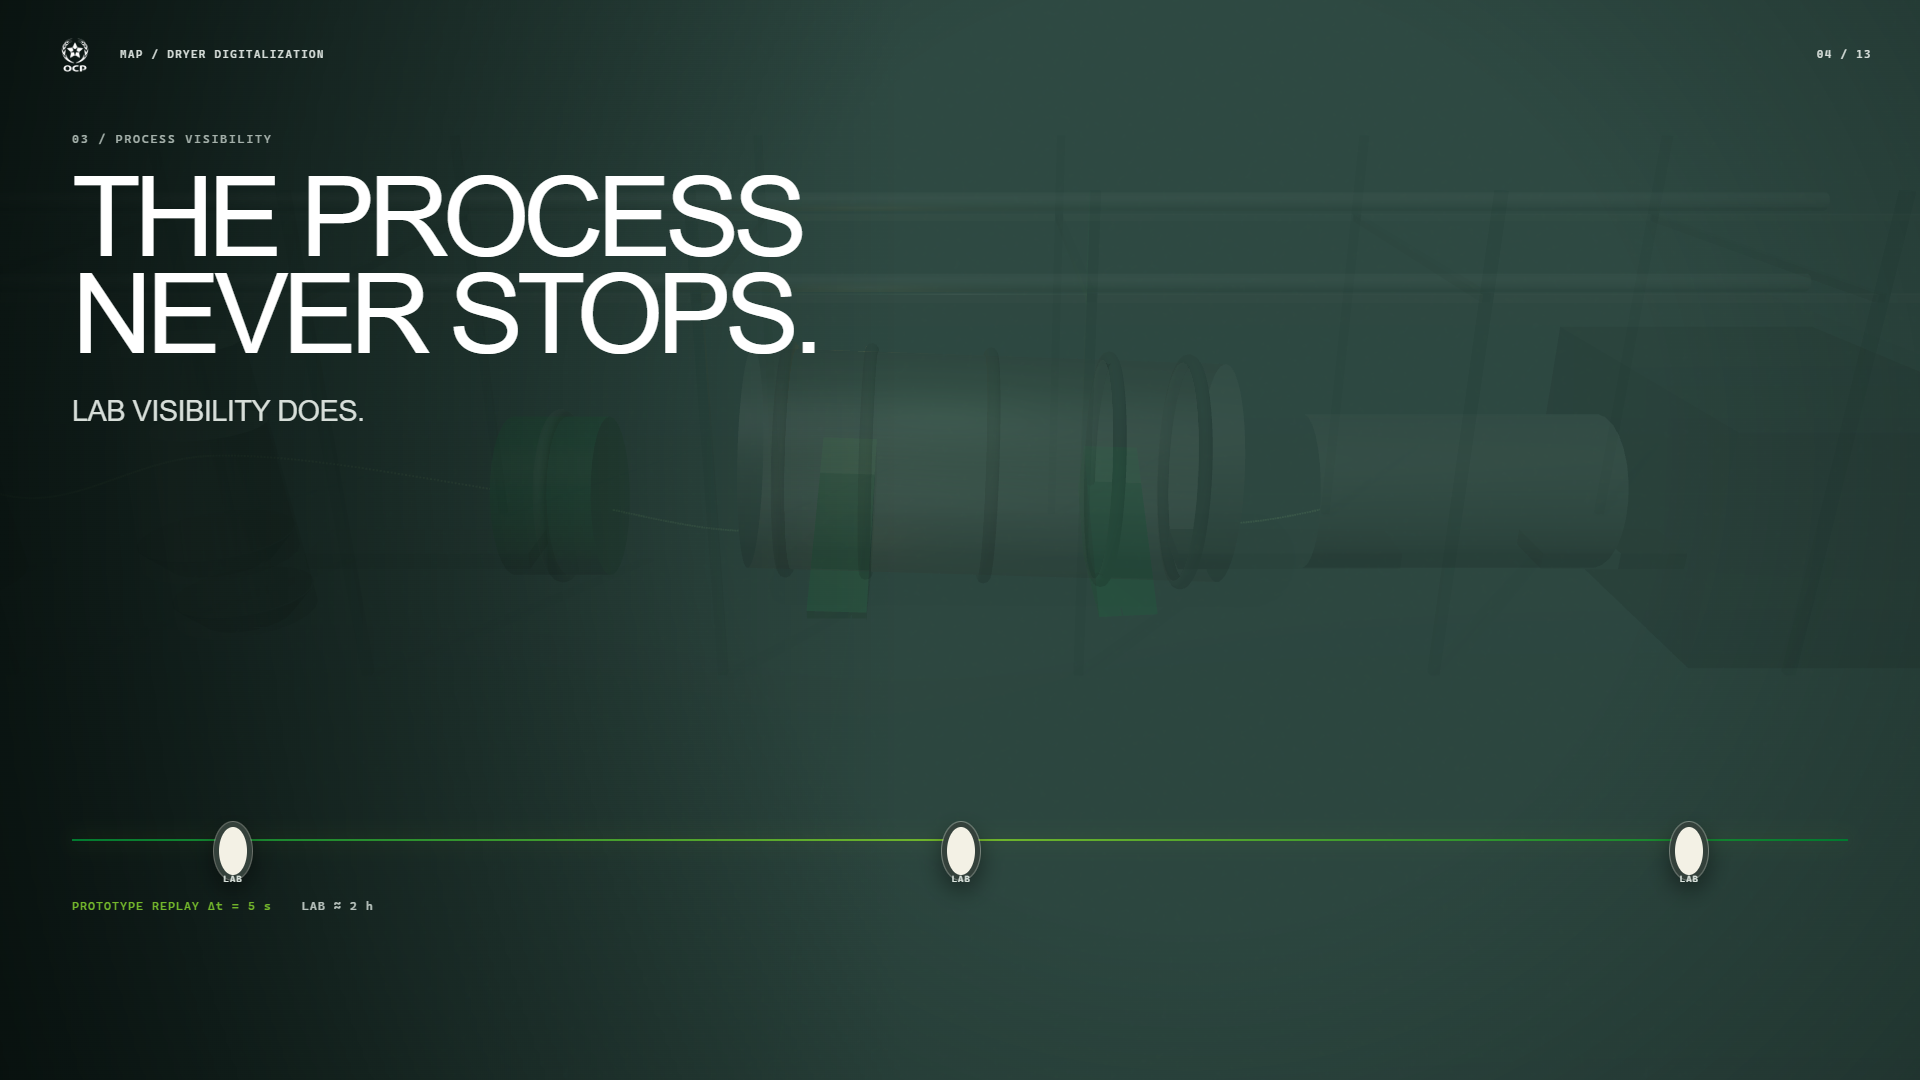 OCP
MAP / DRYER DIGITALIZATION
04 / 13
03 / PROCESS VISIBILITY
THE PROCESS
NEVER STOPS.
LAB VISIBILITY DOES.
LAB
LAB
LAB
PROTOTYPE REPLAY Δt = 5 s
LAB ≈ 2 h